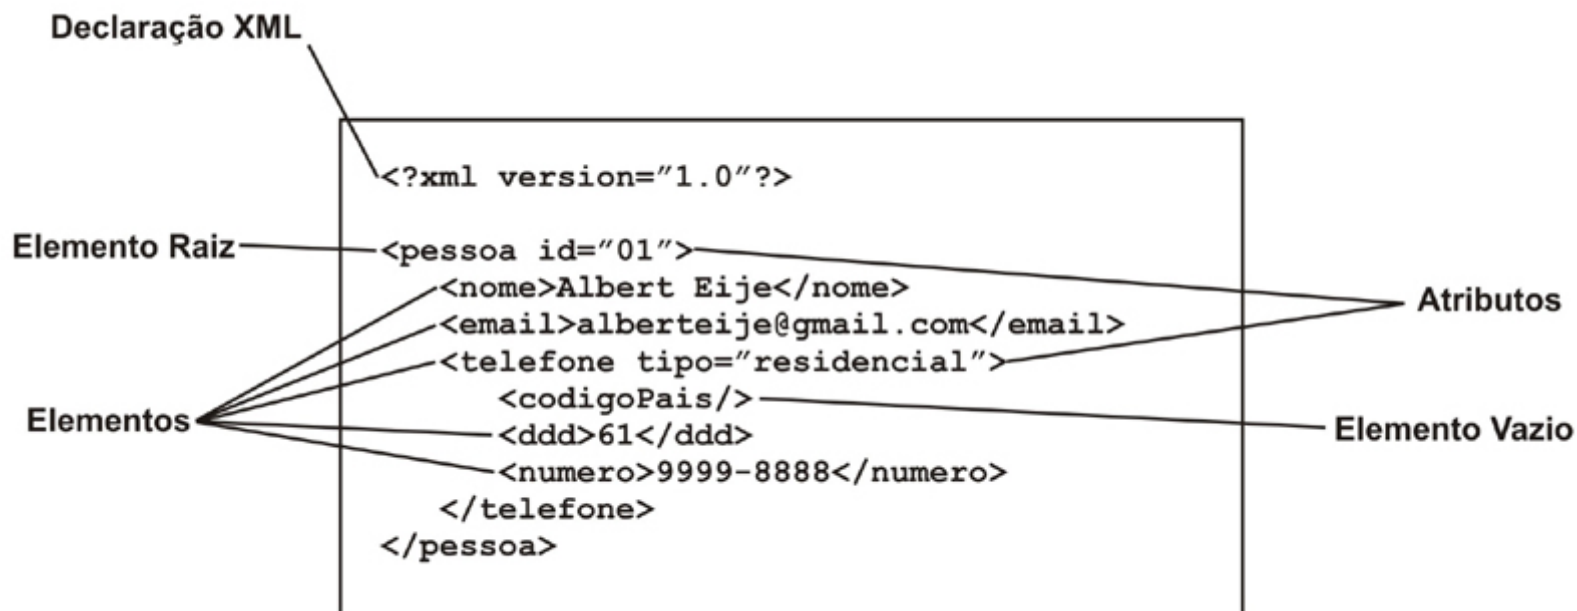 Declaração XML
<?xml version="1.0"?>
Elemento Raiz
<pessoa id="01">
<nome>Albert Eije</nome>
<email>alberteije@gmail.com</email>
<telefone tipo="residencial">
<codigoPais/>
<ddd>61</ddd>
<numero>9999-8888</numero>
</telefone>
</pessoa>
Elementos
Atributos
Elemento Vazio